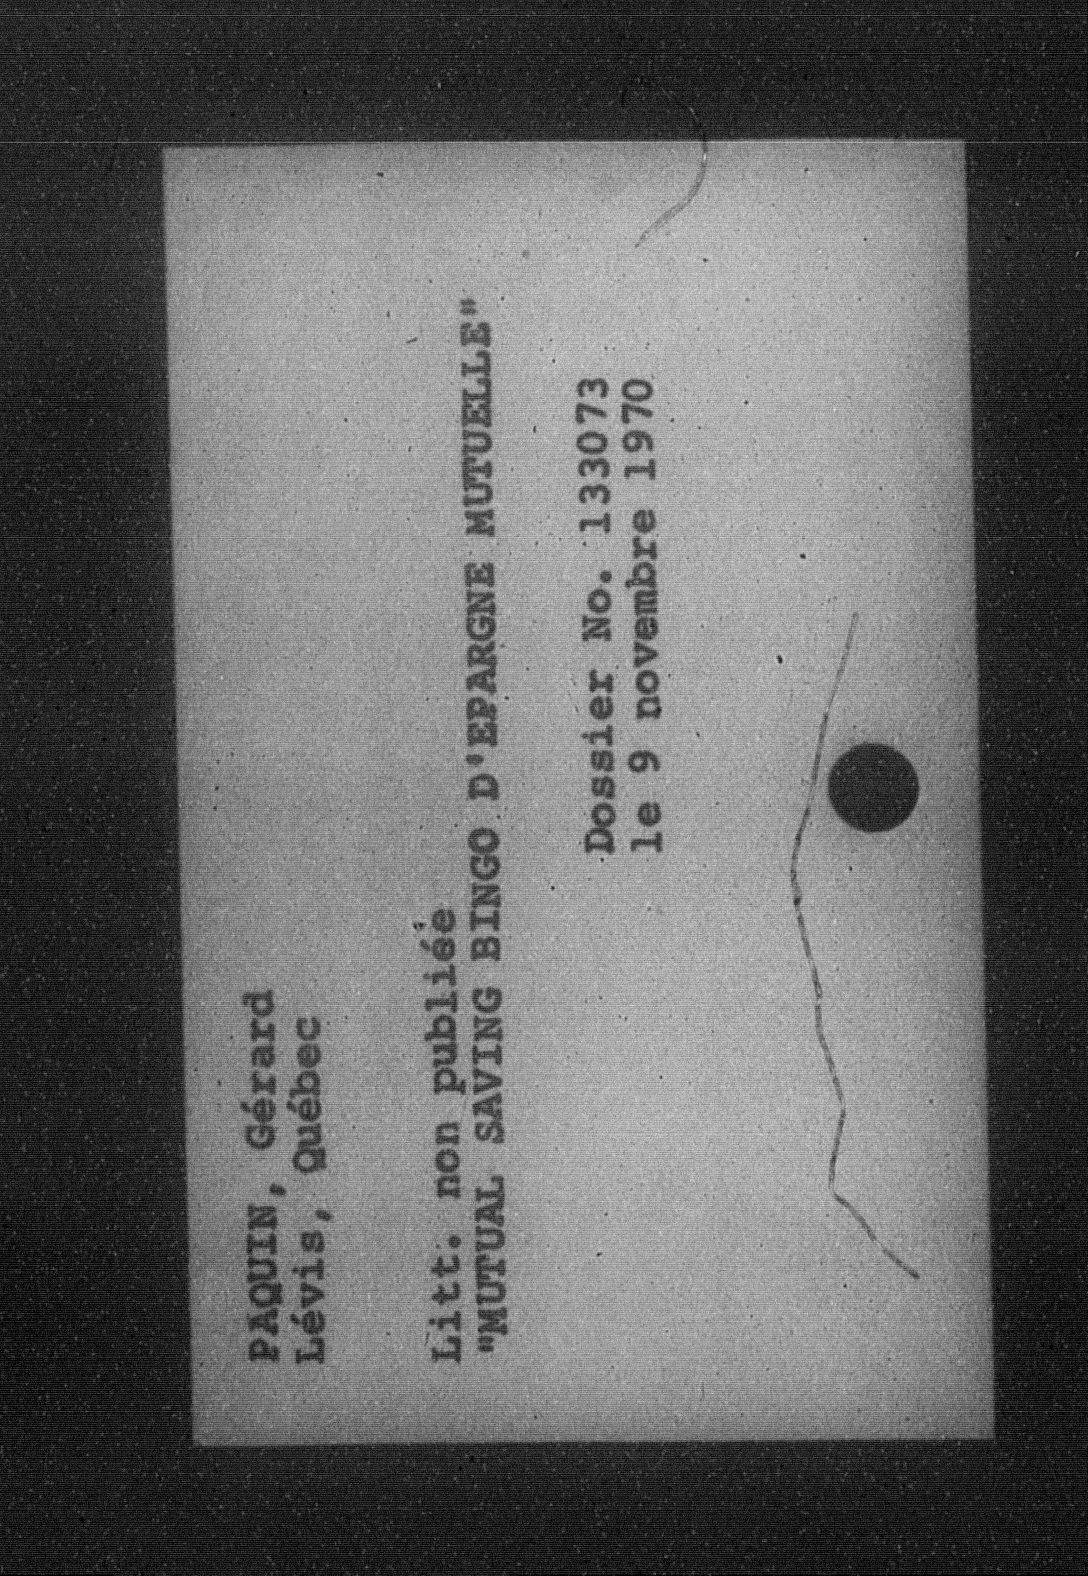 PAQUIN, Gérard
Lévis, Québec
Litt. non publiée
"MUTUAL SAVING BINGO D'EPARGNE MUTUELLE"
Dossier No. 133073
le 9 novembre 1970